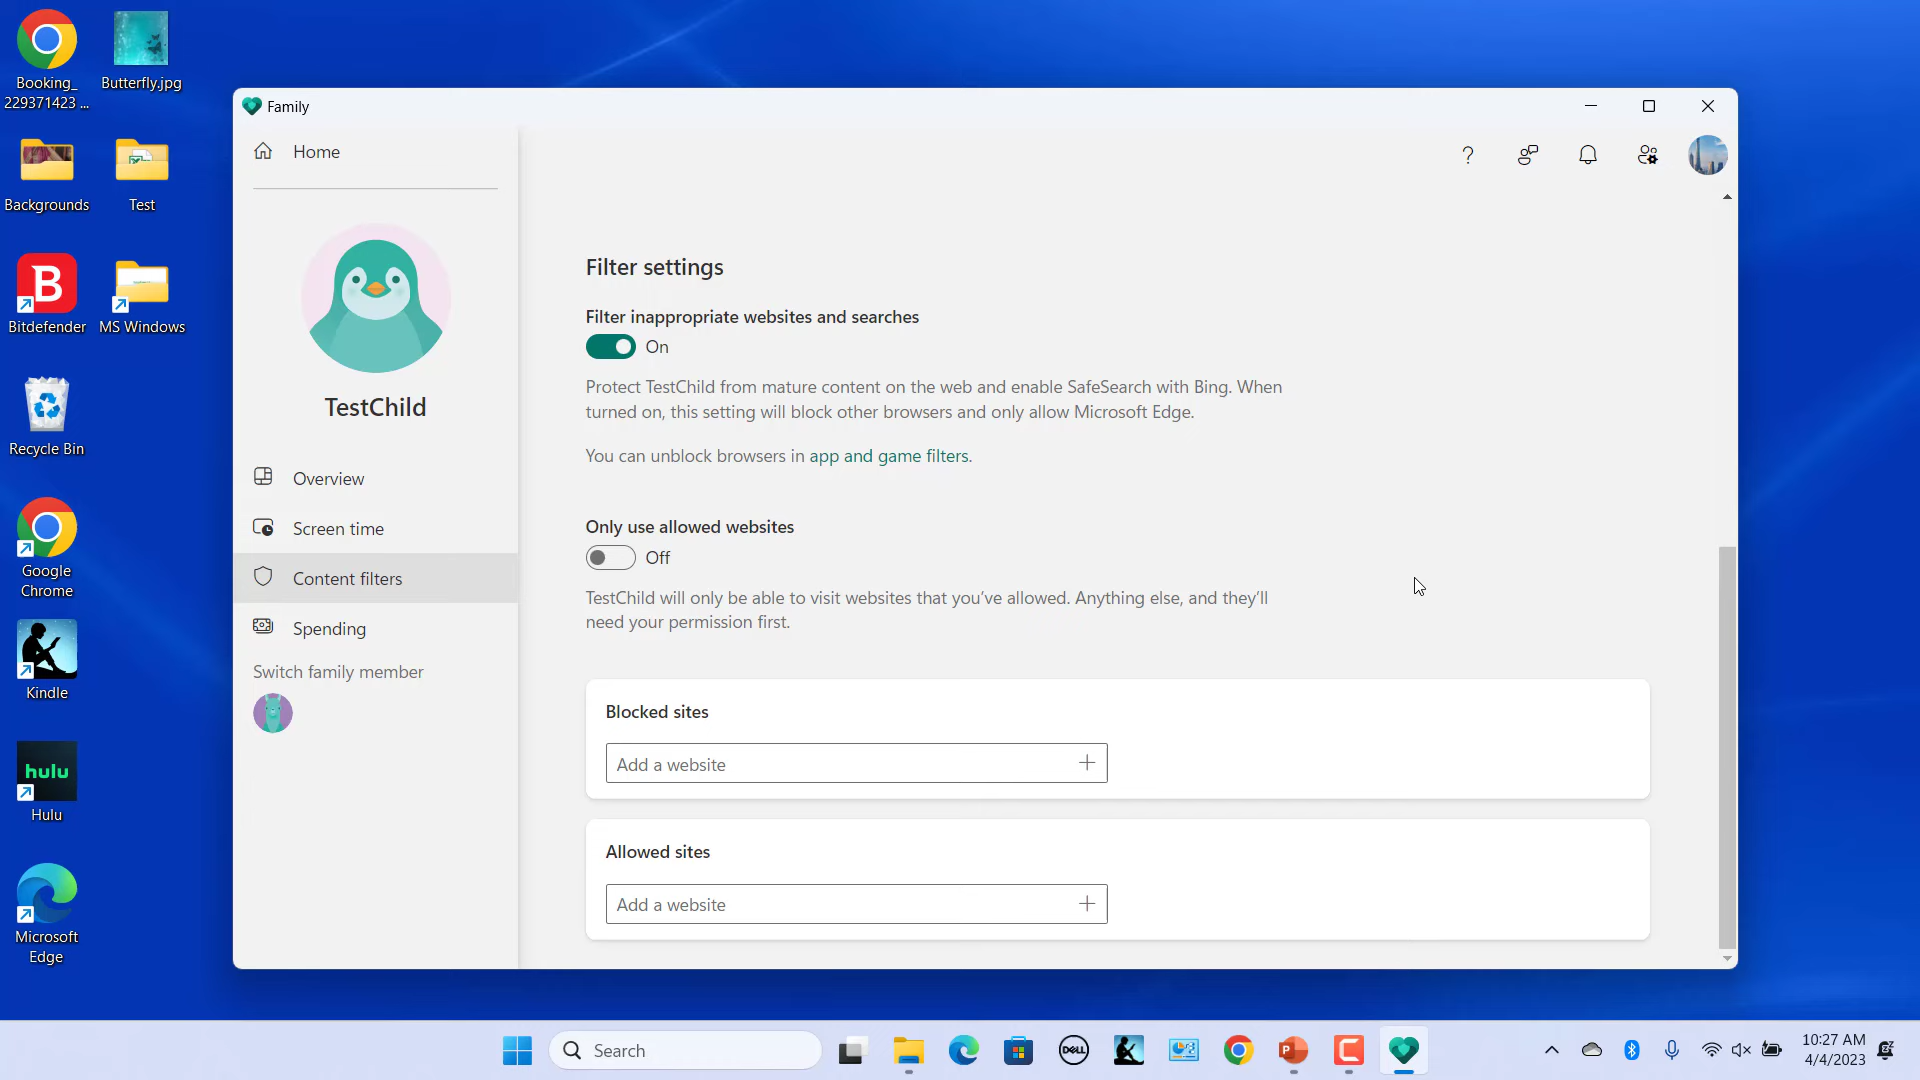 Booking_
229371423 ...
Butterfly.jpg
Backgrounds
Test
Bitdefender
MS Windows
Recycle Bin
Google
Chrome
Kindle
hulu
Hulu
Microsoft
Edge
Family
Home
TestChild
Overview
Screen time
Content filters
Spending
Switch family member
Filter settings
Filter inappropriate websites and searches
On
Protect TestChild from mature content on the web and enable SafeSearch with Bing. When
turned on, this setting will block other browsers and only allow Microsoft Edge.
You can unblock browsers in app and game filters.
Only use allowed websites
Off
TestChild will only be able to visit websites that you've allowed. Anything else, and they'll
need your permission first.
Blocked sites
Add a website
Allowed sites
Add a website
Search
DELL
10:27 AM
4/4/2023